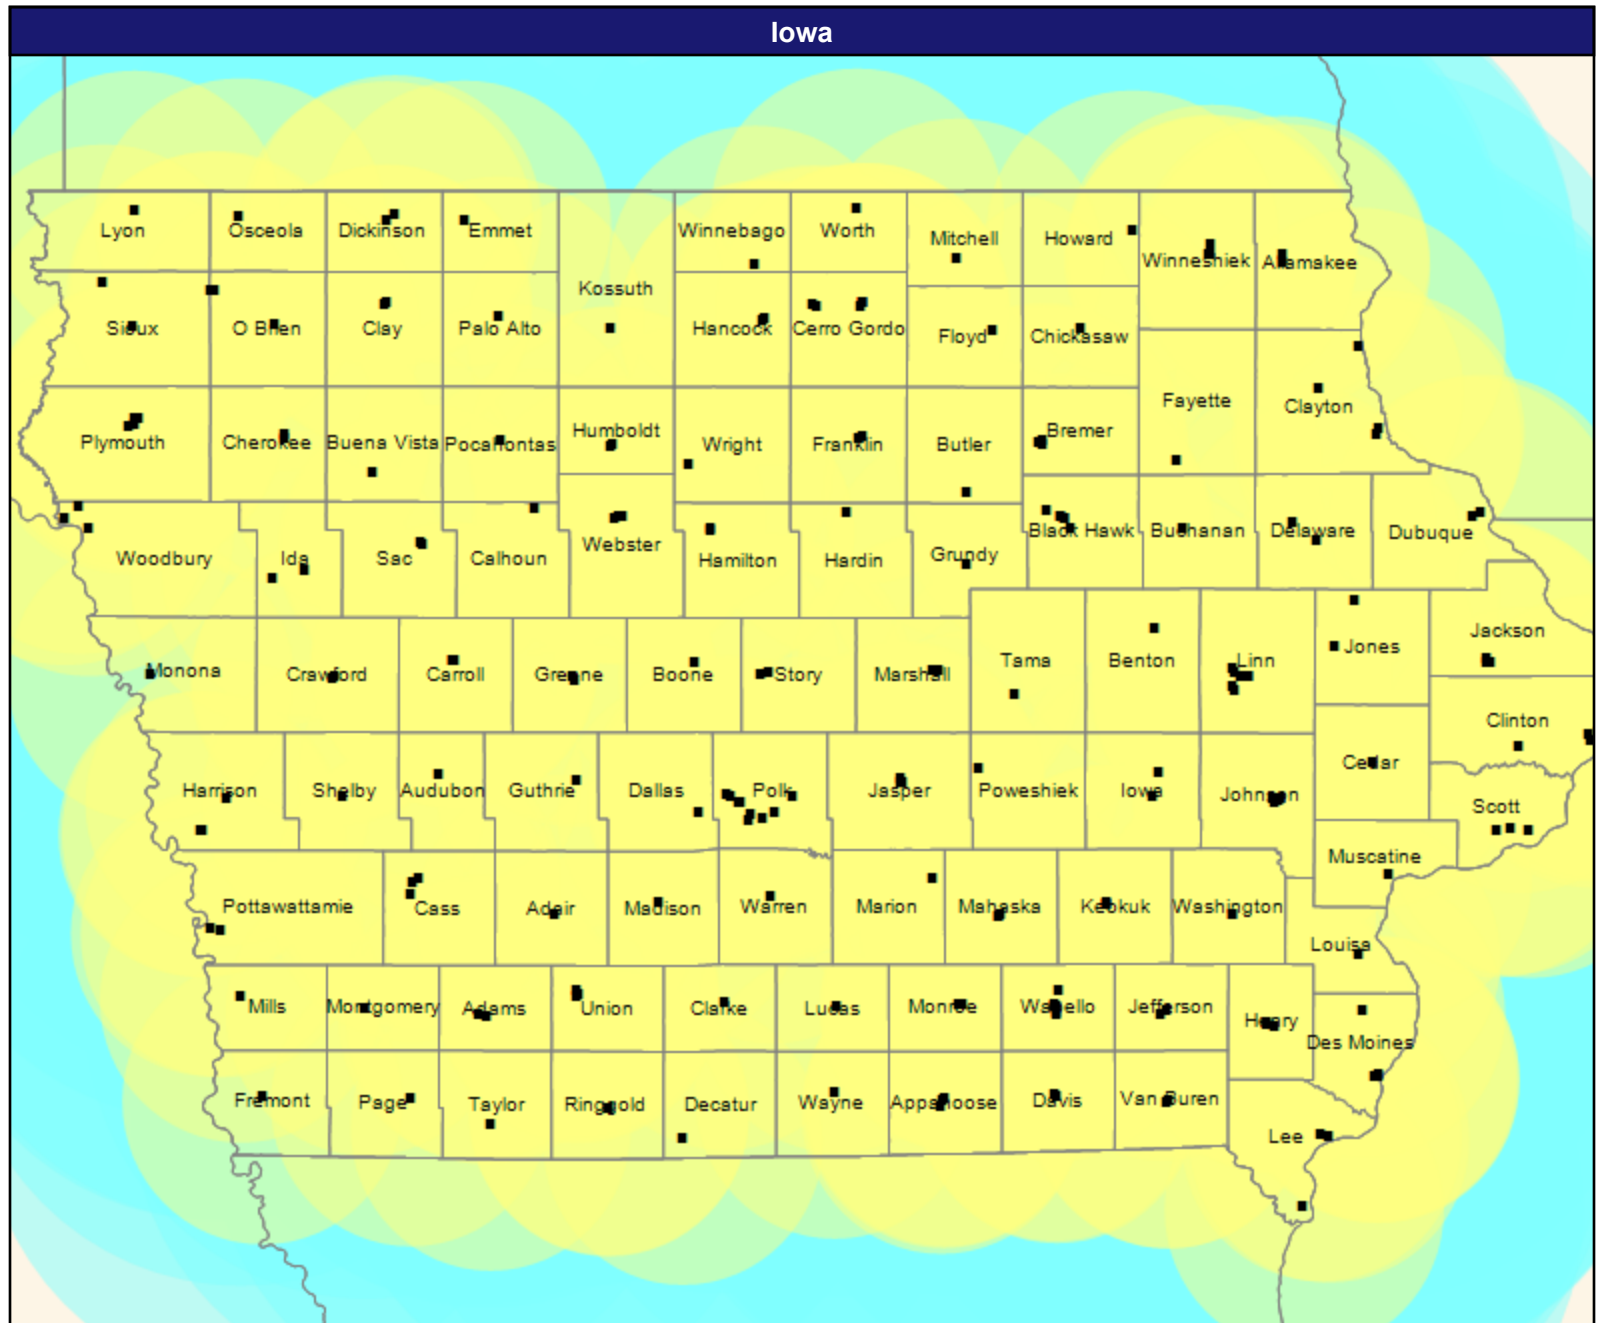 Iowa
Lyon
Osceola
Dickinson
Emmet
Winnebago
Worth
Mitchell
Howard
Winneshiek
Allamakee
Kossuth
Sioux
O Brien
Clay
Palo Alto
Hancock
Cerro Gordo
Floyd
Chickasaw
Fayette
Clayton
Plymouth
Cherokee
Buena Vista
Pocahontas
Humboldt
Wright
Franklin
Butler
Bremer
Woodbury
Ida
Sac
Calhoun
Webster
Hamilton
Hardin
Grundy
Black Hawk
Buchanan
Delaware
Dubuque
Monona
Crawford
Carroll
Greene
Boone
Story
Marshall
Tama
Benton
Linn
Jones
Jackson
Clinton
Harrison
Shelby
Audubon
Guthrie
Dallas
Polk
Jasper
Poweshiek
Iowa
Johnson
Cedar
Scott
Muscatine
Pottawattamie
Cass
Adair
Madison
Warren
Marion
Mahaska
Keokuk
Washington
Louisa
Mills
Montgomery
Adams
Union
Clarke
Lucas
Monroe
Wapello
Jefferson
Henry
Des Moines
Fremont
Page
Taylor
Ringgold
Decatur
Wayne
Appanoose
Davis
Van Buren
Lee